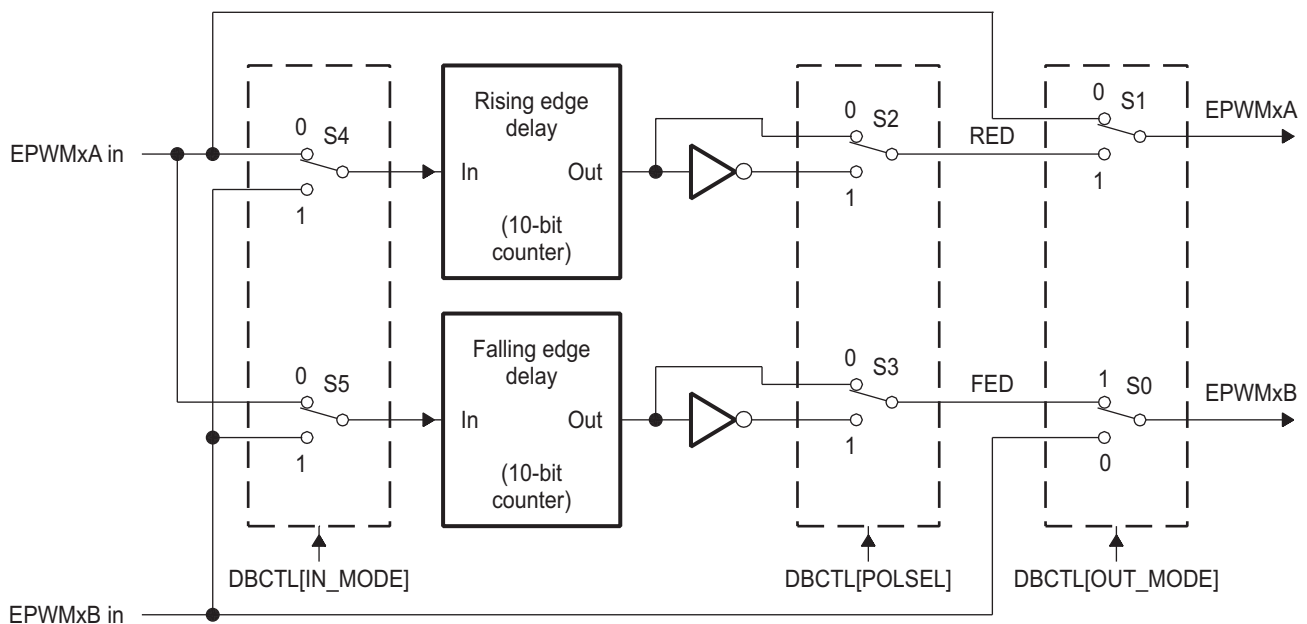 0
S4
1
EPWMxA in
Rising edge
delay
In
Out
(10-bit
counter)
0
S2
1
RED
0
S1
1
EPWMxA
0
S5
1
Falling edge
delay
In
Out
(10-bit
counter)
0
S3
1
FED
1
S0
0
EPWMxB
DBCTL[IN_MODE]
DBCTL[POLSEL]
DBCTL[OUT_MODE]
EPWMxB in